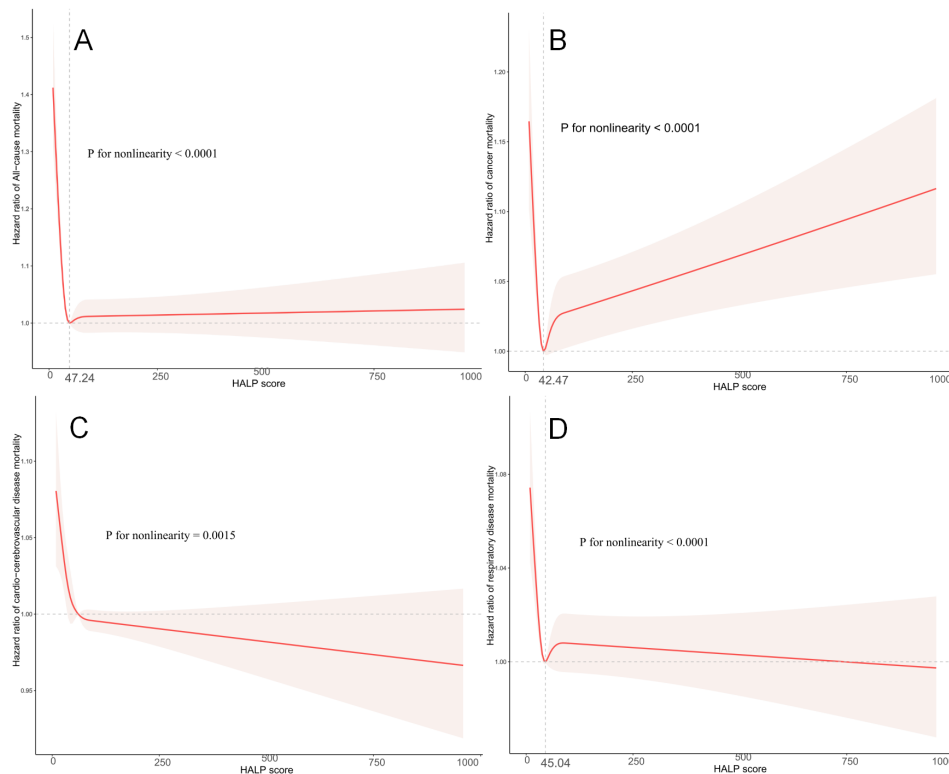 A
Hazard ratio of All−cause mortality
1.5
1.4
1.3
1.2
1.1
1.0
P for nonlinearity < 0.0001
0
47.24
250
500
750
1000
HALP score
B
Hazard ratio of cancer mortality
1.20
1.15
1.10
1.05
1.00
P for nonlinearity < 0.0001
0
42.47
250
500
750
1000
HALP score
C
Hazard ratio of cardio−cerebrovascular disease mortality
1.10
1.05
1.00
0.95
P for nonlinearity = 0.0015
0
250
500
750
1000
HALP score
D
Hazard ratio of respiratory disease mortality
1.08
1.04
1.00
P for nonlinearity < 0.0001
0
45.04
250
500
750
1000
HALP score